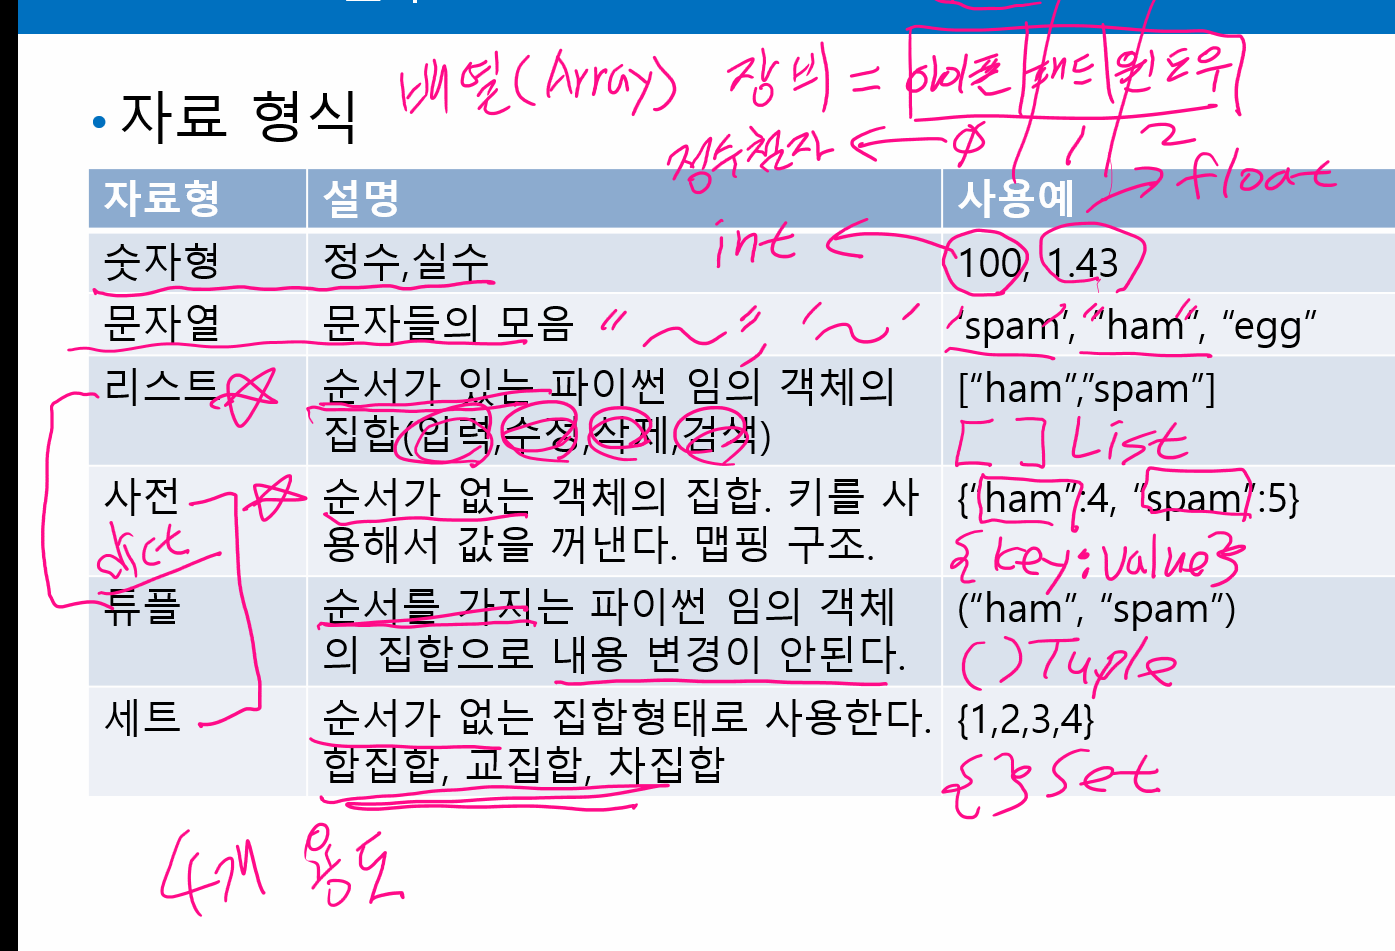 배열(Array) 장비 = 아이폰 패드 윈도우
• 자료 형식
정수첨자 ← 0 1 2
→ float
자료형 설명 사용예
int ←
숫자형 정수,실수 100, 1.43
문자열 문자들의 모음 “ ~ ”, ‘ ~ ’ ‘spam’, “ham”, “egg”
리스트☆ 순서가 있는 파이썬 임의 객체의 [“ham”,”spam”]
집합(입력,수정,삭제,검색) [ ] List
사전 ☆ 순서가 없는 객체의 집합. 키를 사 {“ham”:4, “spam”:5}
dict 용해서 값을 꺼낸다. 맵핑 구조. {key:value}
튜플 순서를 가지는 파이썬 임의 객체 (“ham”, “spam”)
의 집합으로 내용 변경이 안된다. ( ) Tuple
세트 순서가 없는 집합형태로 사용한다. {1,2,3,4}
합집합, 교집합, 차집합 { } Set
4개 용도